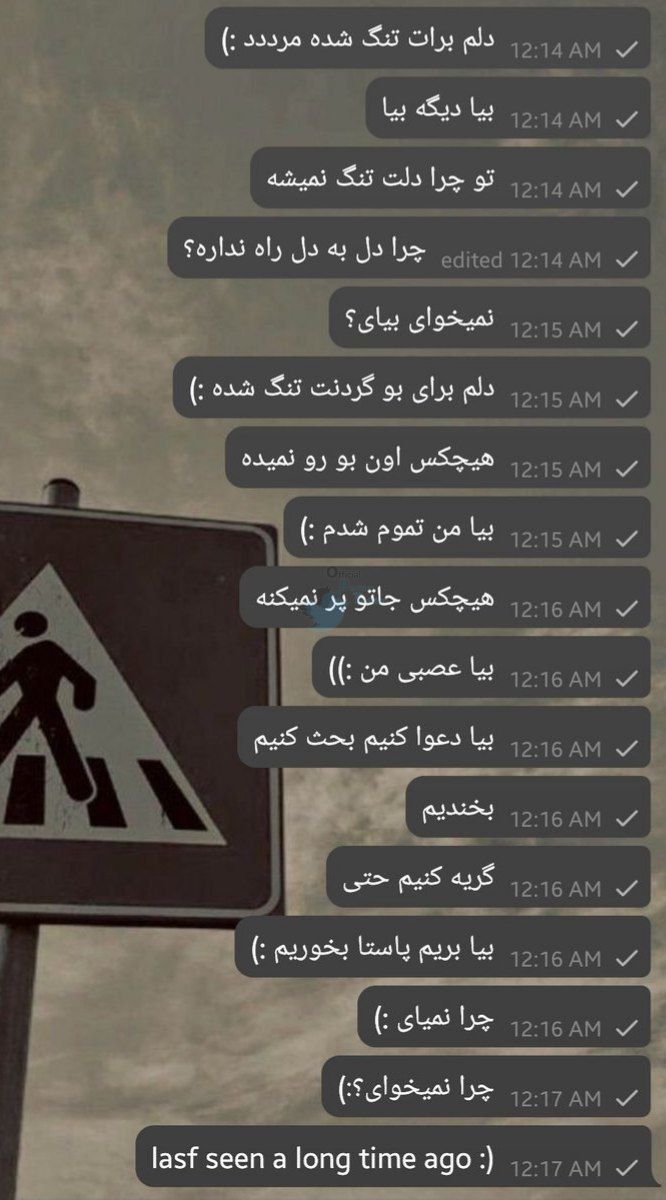 دلم برات تنگ شده مرددد :)
12:14 AM
بیا دیگه بیا
12:14 AM
تو چرا دلت تنگ نمیشه
12:14 AM
چرا دل به دل راه نداره؟
edited 12:14 AM
نمیخوای بیای؟
12:15 AM
دلم برای بو گردنت تنگ شده :)
12:15 AM
هیچکس اون بو رو نمیده
12:15 AM
بیا من تموم شدم :)
12:15 AM
Official
هیچکس جاتو پر نمیکنه
12:16 AM
بیا عصبی من :))
12:16 AM
بیا دعوا کنیم بحث کنیم
12:16 AM
بخندیم
12:16 AM
گریه کنیم حتی
12:16 AM
بیا بریم پاستا بخوریم :)
12:16 AM
چرا نمیای :)
12:16 AM
چرا نمیخوای؟:)
12:17 AM
lasf seen a long time ago :)
12:17 AM